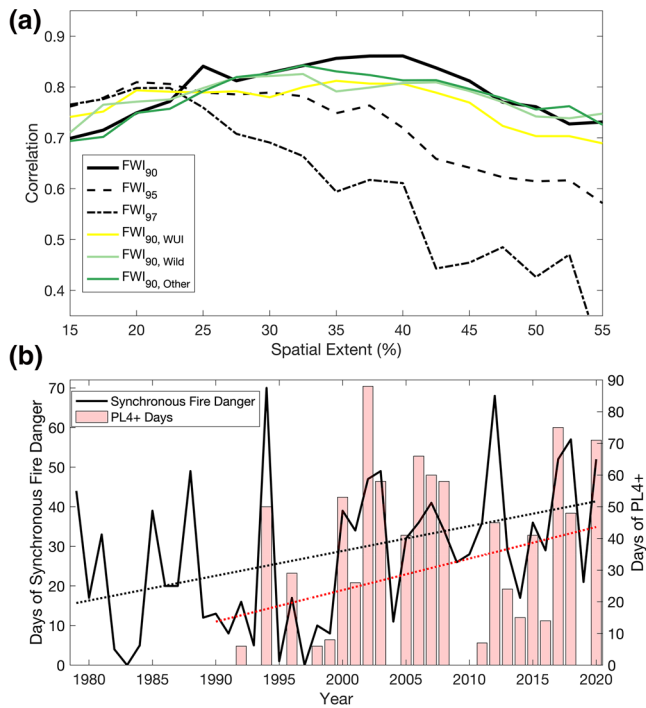 (a)
0.9
0.8
0.7
0.6
0.5
0.4
Correlation
FWI90
FWI95
FWI97
FWI90, WUI
FWI90, Wild
FWI90, Other
15 20 25 30 35 40 45 50 55
Spatial Extent (%)
(b)
70
60
50
40
30
20
10
0
Days of Synchronous Fire Danger
Synchronous Fire Danger
PL4+ Days
90
80
70
60
50
40
30
20
10
0
Days of PL4+
1980 1985 1990 1995 2000 2005 2010 2015 2020
Year